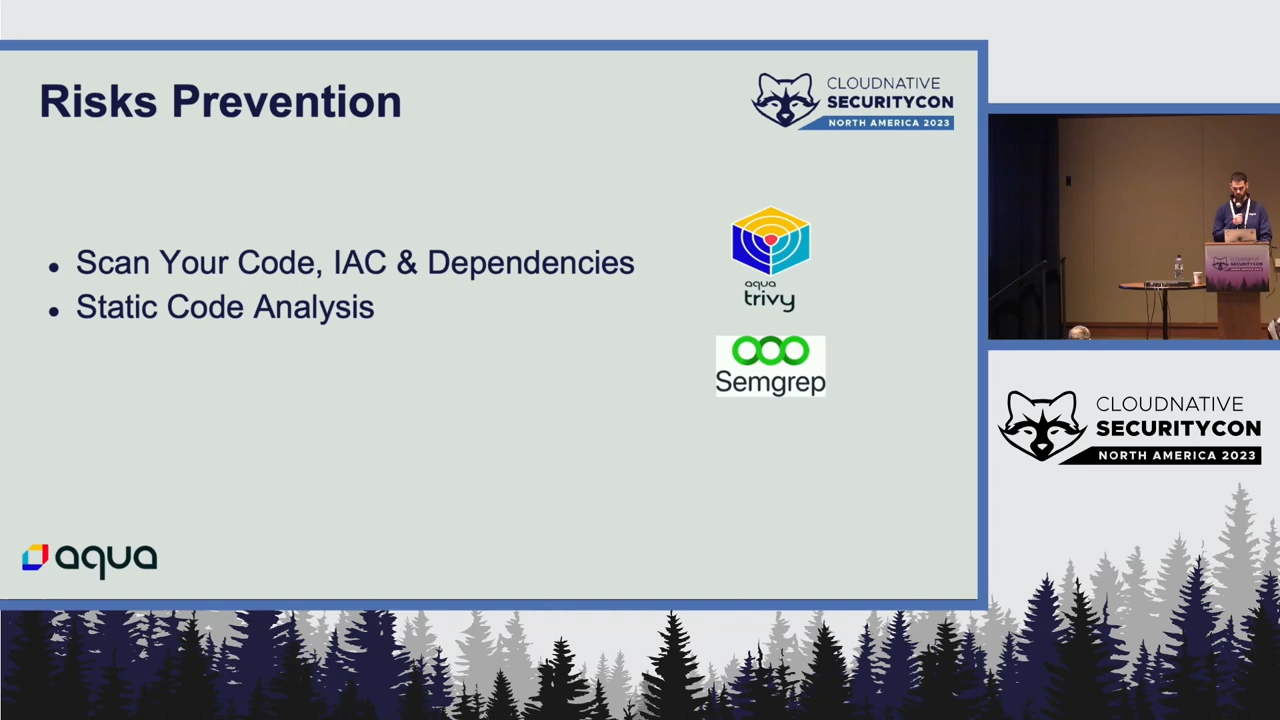 Risks Prevention
CLOUDNATIVE
SECURITYCON
NORTH AMERICA 2023
Scan Your Code, IAC & Dependencies
Static Code Analysis
aqua
trivy
Semgrep
aqua
CLOUDNATIVE
SECURITYCON
NORTH AMERICA 2023